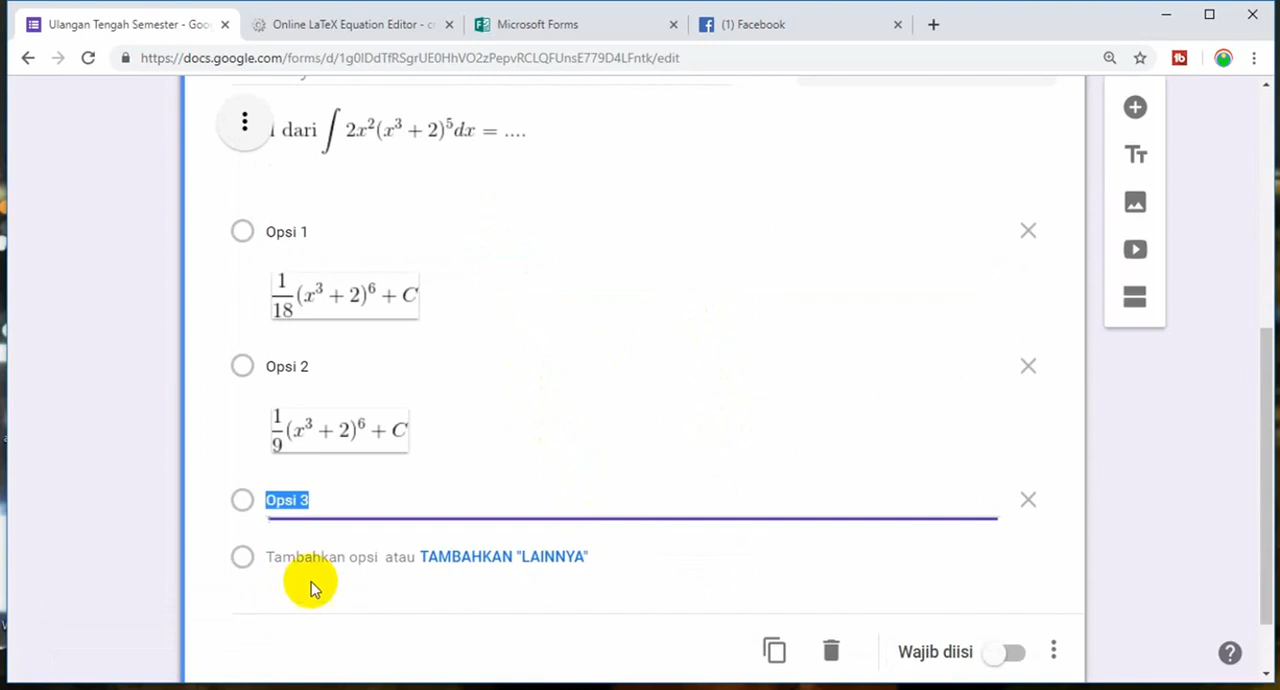 Ulangan Tengah Semester - Goo
Online LaTeX Equation Editor - c
Microsoft Forms
(1) Facebook
https://docs.google.com/forms/d/1g0IDdTfRSgrUE0HhVO2zPepvRCLQFUnsE779D4LFntk/edit
dari ∫ 2x²(x³ + 2)⁵dx = ....
Opsi 1
1/18 (x³ + 2)⁶ + C
Opsi 2
1/9 (x³ + 2)⁶ + C
Opsi 3
Tambahkan opsi atau TAMBAHKAN "LAINNYA"
Wajib diisi